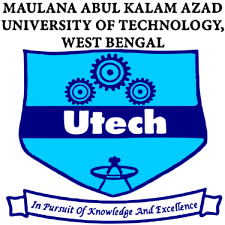 MAULANA ABUL KALAM AZAD
UNIVERSITY OF TECHNOLOGY,
WEST BENGAL
Utech
In Pursuit Of Knowledge And Excellence